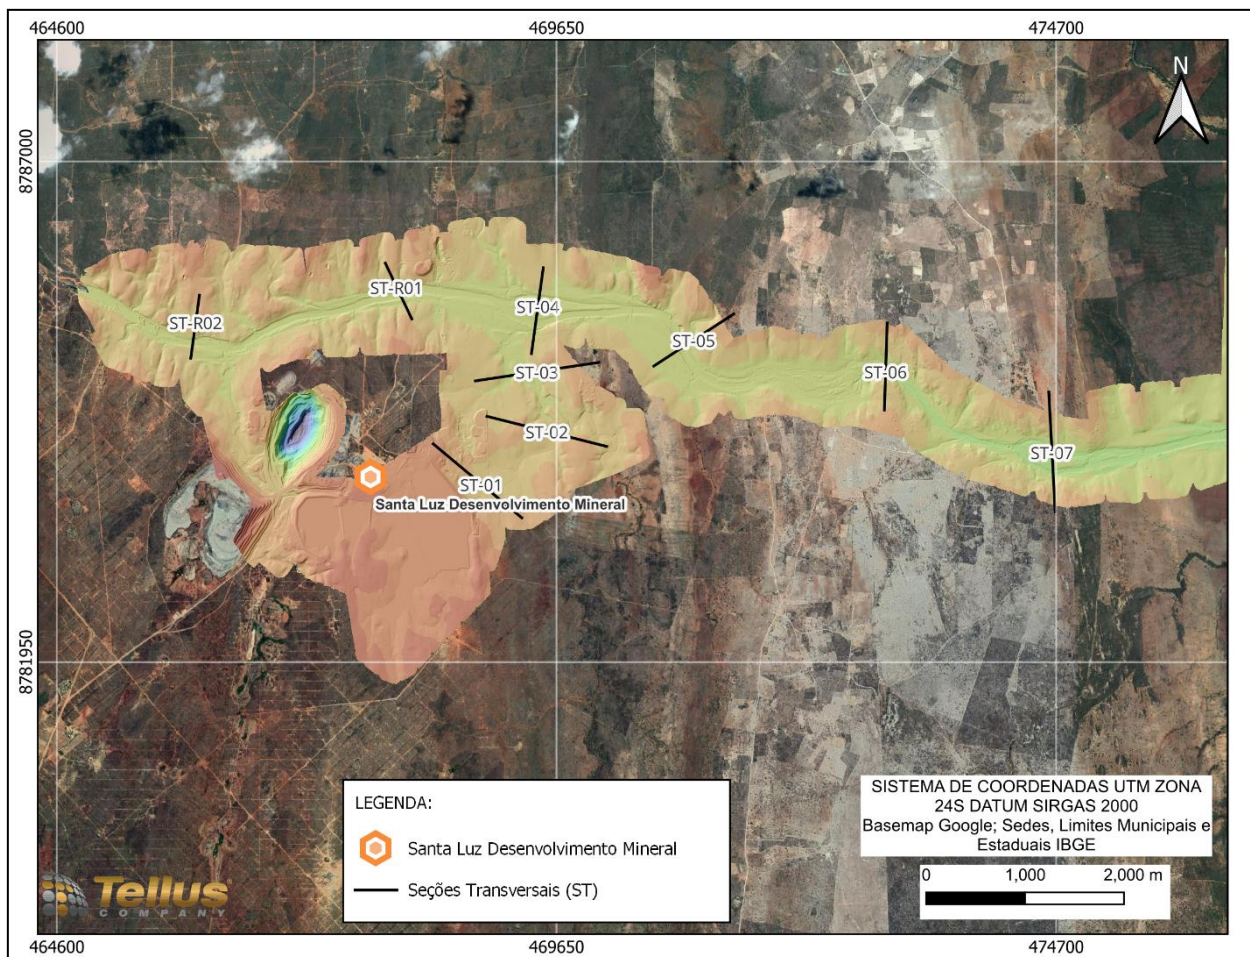 464600
469650
474700
N
8787000
ST-R01
ST-04
ST-R02
ST-05
ST-03
ST-06
ST-02
ST-07
ST-01
Santa Luz Desenvolvimento Mineral
8781950
LEGENDA:
Santa Luz Desenvolvimento Mineral
Seções Transversais (ST)
SISTEMA DE COORDENADAS UTM ZONA
24S DATUM SIRGAS 2000
Basemap Google; Sedes, Limites Municipais e
Estaduais IBGE
0 1,000 2,000 m
Tellus
COMPANY
464600
469650
474700